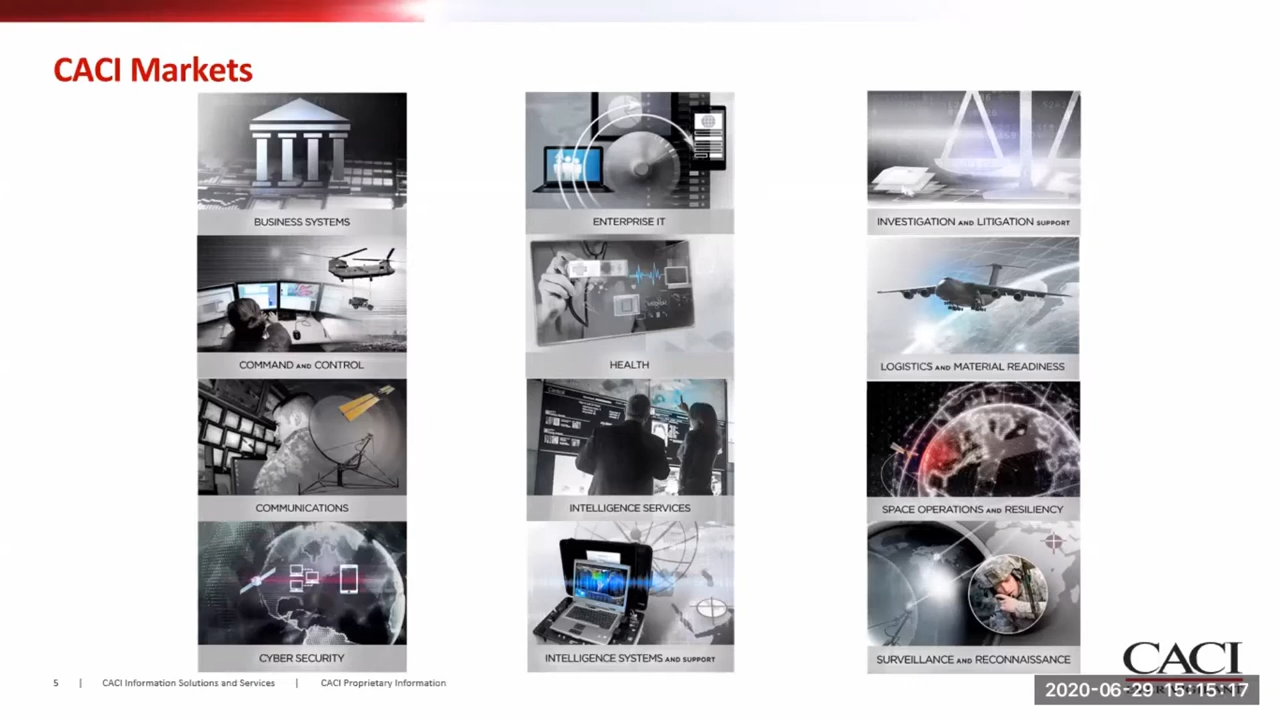 CACI Markets
BUSINESS SYSTEMS
ENTERPRISE IT
INVESTIGATION AND LITIGATION SUPPORT
COMMAND AND CONTROL
HEALTH
LOGISTICS AND MATERIAL READINESS
COMMUNICATIONS
INTELLIGENCE SERVICES
SPACE OPERATIONS AND RESILIENCY
CYBER SECURITY
INTELLIGENCE SYSTEMS AND SUPPORT
SURVEILLANCE AND RECONNAISSANCE
CACI
5 | CACI Information Solutions and Services | CACI Proprietary Information
2020-06-29 15:15:17